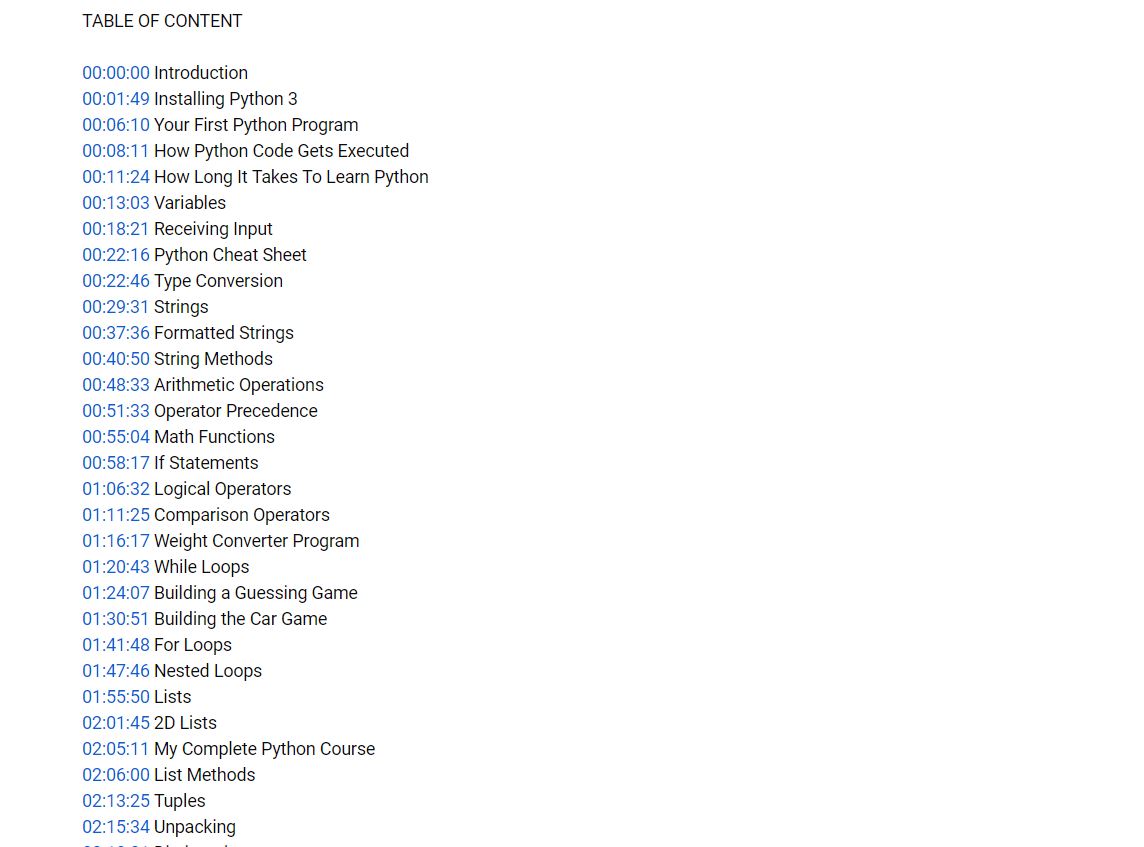 TABLE OF CONTENT
00:00:00 Introduction
00:01:49 Installing Python 3
00:06:10 Your First Python Program
00:08:11 How Python Code Gets Executed
00:11:24 How Long It Takes To Learn Python
00:13:03 Variables
00:18:21 Receiving Input
00:22:16 Python Cheat Sheet
00:22:46 Type Conversion
00:29:31 Strings
00:37:36 Formatted Strings
00:40:50 String Methods
00:48:33 Arithmetic Operations
00:51:33 Operator Precedence
00:55:04 Math Functions
00:58:17 If Statements
01:06:32 Logical Operators
01:11:25 Comparison Operators
01:16:17 Weight Converter Program
01:20:43 While Loops
01:24:07 Building a Guessing Game
01:30:51 Building the Car Game
01:41:48 For Loops
01:47:46 Nested Loops
01:55:50 Lists
02:01:45 2D Lists
02:05:11 My Complete Python Course
02:06:00 List Methods
02:13:25 Tuples
02:15:34 Unpacking